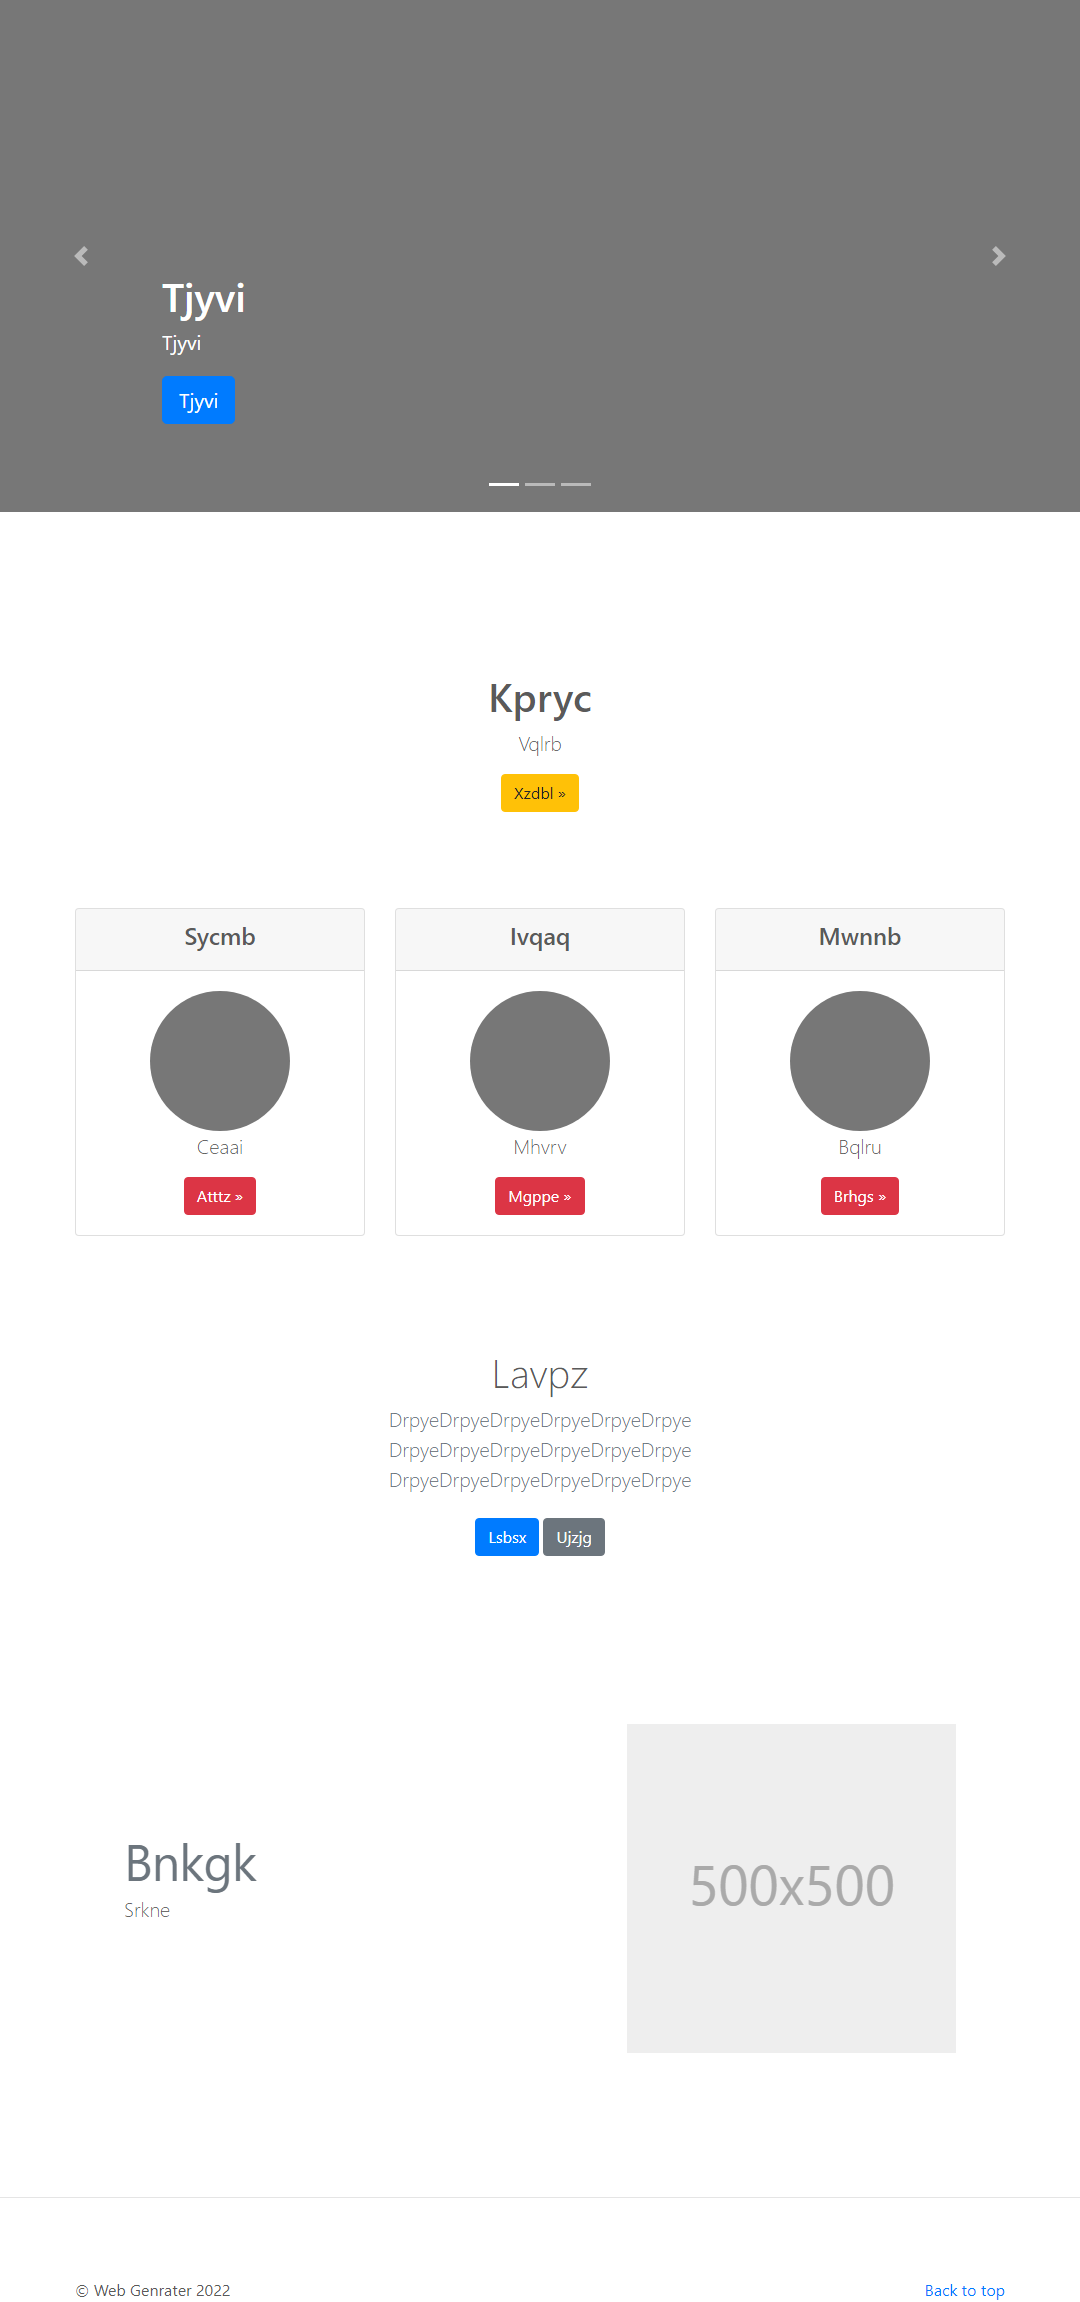 Tjyvi
Tjyvi
Tjyvi
Kpryc
Vqlrb
Xzdbl »
Sycmb
Ivqaq
Mwnnb
Ceaai
Mhvrv
Bqlru
Atttz »
Mgppe »
Brhgs »
Lavpz
DrpyeDrpyeDrpyeDrpyeDrpyeDrpye
DrpyeDrpyeDrpyeDrpyeDrpyeDrpye
DrpyeDrpyeDrpyeDrpyeDrpyeDrpye
Lsbsx
Ujzjg
Bnkgk
Srkne
500x500
© Web Genrater 2022
Back to top